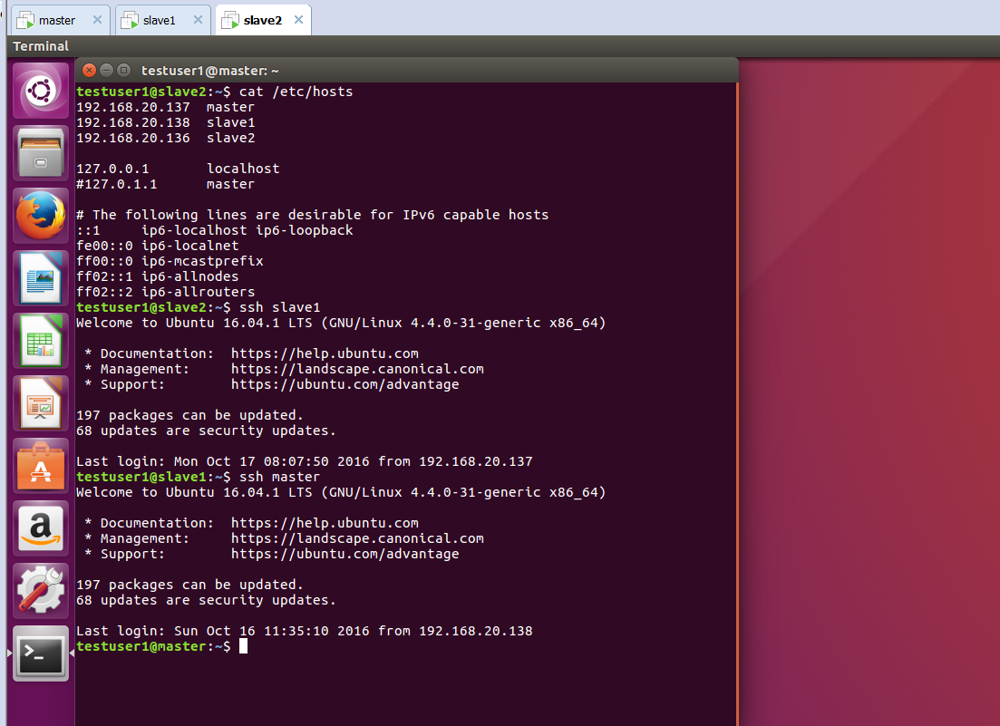 master
slave1
slave2
Terminal
testuser1@master: ~
testuser1@slave2:~$ cat /etc/hosts
192.168.20.137  master
192.168.20.138  slave1
192.168.20.136  slave2
127.0.0.1       localhost
#127.0.1.1      master
# The following lines are desirable for IPv6 capable hosts
::1     ip6-localhost ip6-loopback
fe00::0 ip6-localnet
ff00::0 ip6-mcastprefix
ff02::1 ip6-allnodes
ff02::2 ip6-allrouters
testuser1@slave2:~$ ssh slave1
Welcome to Ubuntu 16.04.1 LTS (GNU/Linux 4.4.0-31-generic x86_64)
 * Documentation:  https://help.ubuntu.com
 * Management:     https://landscape.canonical.com
 * Support:        https://ubuntu.com/advantage
197 packages can be updated.
68 updates are security updates.
Last login: Mon Oct 17 08:07:50 2016 from 192.168.20.137
testuser1@slave1:~$ ssh master
Welcome to Ubuntu 16.04.1 LTS (GNU/Linux 4.4.0-31-generic x86_64)
 * Documentation:  https://help.ubuntu.com
 * Management:     https://landscape.canonical.com
 * Support:        https://ubuntu.com/advantage
197 packages can be updated.
68 updates are security updates.
Last login: Sun Oct 16 11:35:10 2016 from 192.168.20.138
testuser1@master:~$